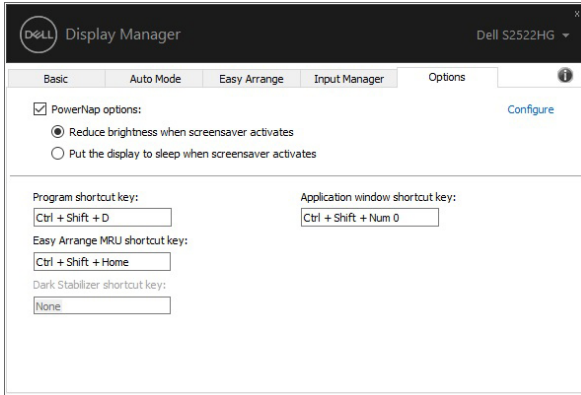 DELL Display Manager
Dell S2522HG
Basic Auto Mode Easy Arrange Input Manager Options
PowerNap options:
Configure
Reduce brightness when screensaver activates
Put the display to sleep when screensaver activates
Program shortcut key:
Application window shortcut key:
Ctrl + Shift + D
Ctrl + Shift + Num 0
Easy Arrange MRU shortcut key:
Ctrl + Shift + Home
Dark Stabilizer shortcut key:
None